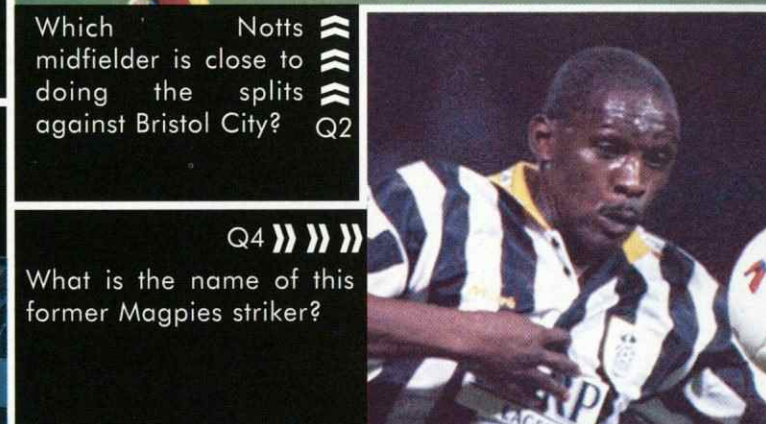 Which Notts
midfielder is close to
doing the splits
against Bristol City? Q2
Q4
What is the name of this
former Magpies striker?